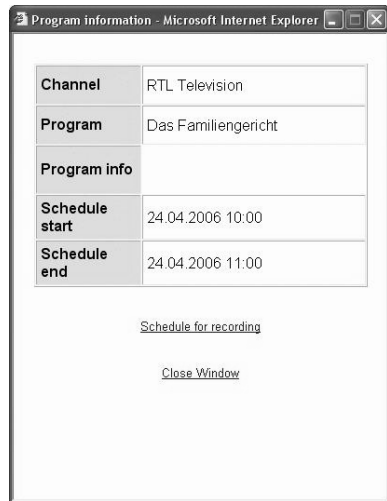 Program information - Microsoft Internet Explorer
Channel RTL Television
Program Das Familiengericht
Program info
Schedule
start 24.04.2006 10:00
Schedule
end 24.04.2006 11:00
Schedule for recording
Close Window